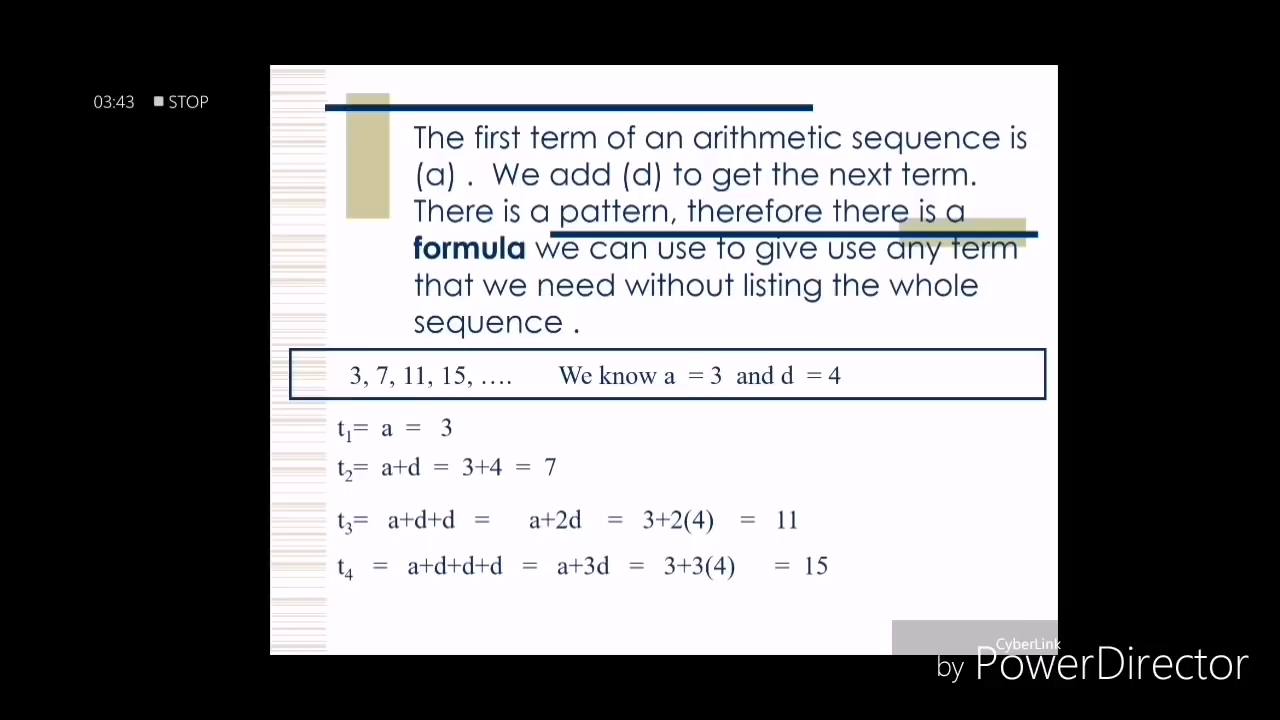 03:43 STOP
The first term of an arithmetic sequence is
(a) . We add (d) to get the next term.
There is a pattern, therefore there is a
formula we can use to give use any term
that we need without listing the whole
sequence .
3, 7, 11, 15, …. We know a = 3 and d = 4
t₁= a = 3
t₂= a+d = 3+4 = 7
t₃= a+d+d = a+2d = 3+2(4) = 11
t₄ = a+d+d+d = a+3d = 3+3(4) = 15
CyberLink
by PowerDirector